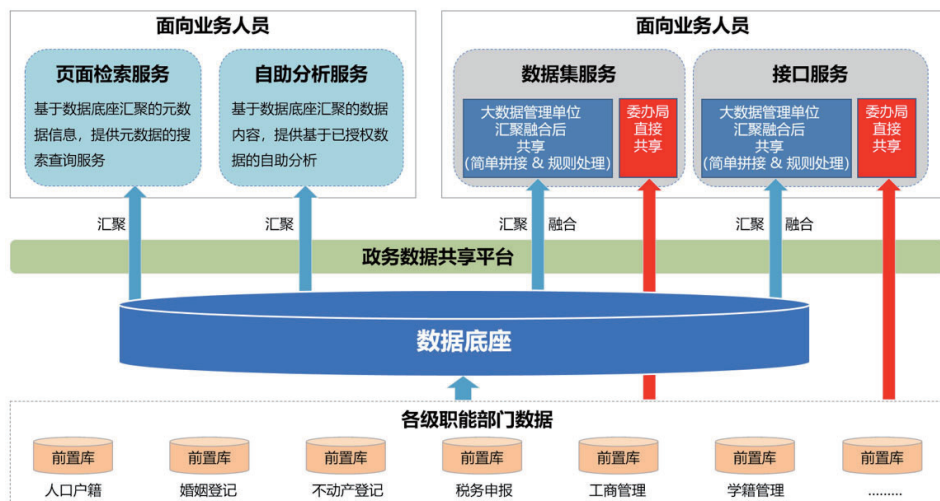 面向业务人员
页面检索服务
基于数据底座汇聚的元数
据信息，提供元数据的搜
索查询服务
自助分析服务
基于数据底座汇聚的数据
内容，提供基于已授权数
据的自助分析
面向业务人员
数据集服务
大数据管理单位
汇聚融合后
共享
(简单拼接 & 规则处理)
委办局
直接
共享
接口服务
大数据管理单位
汇聚融合后
共享
(简单拼接 & 规则处理)
委办局
直接
共享
汇聚
汇聚
汇聚 融合
汇聚 融合
政务数据共享平台
数据底座
各级职能部门数据
前置库
前置库
前置库
前置库
前置库
前置库
前置库
人口户籍
婚姻登记
不动产登记
税务申报
工商管理
学籍管理
.........